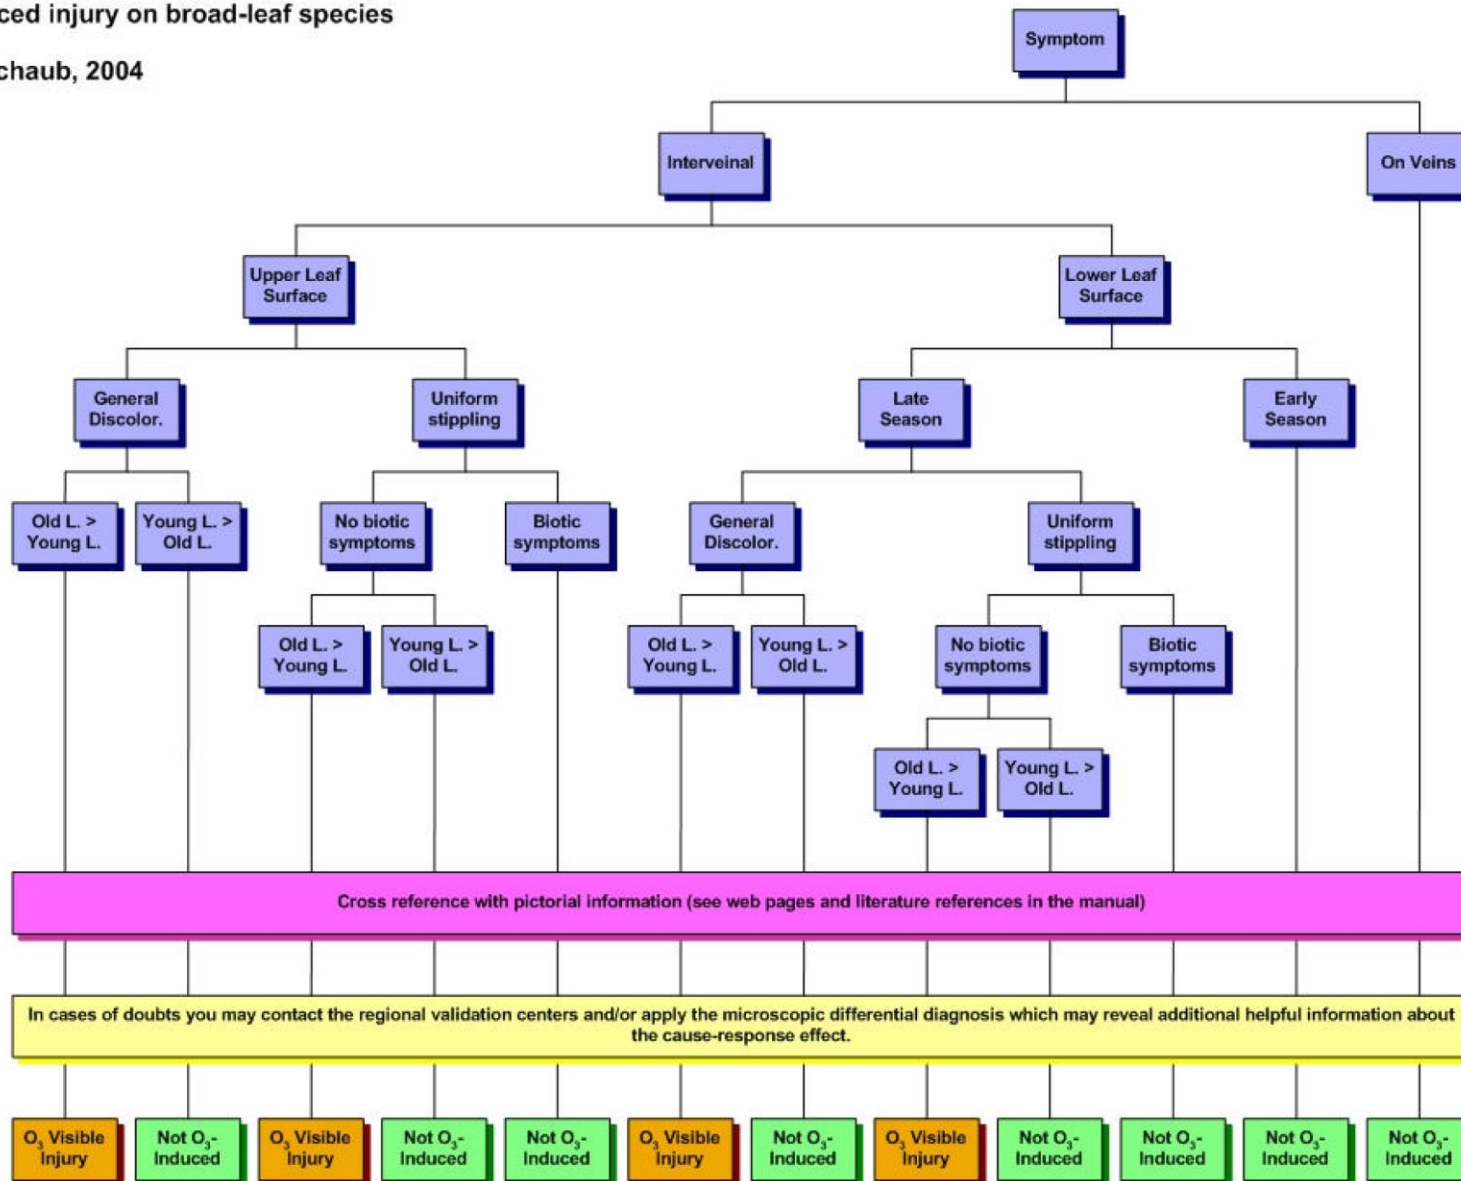 ced injury on broad-leaf species
chaub, 2004
Symptom
Interveinal
On Veins
Upper Leaf
Surface
Lower Leaf
Surface
General
Discolor.
Uniform
stippling
Late
Season
Early
Season
Old L. >
Young L.
Young L. >
Old L.
No biotic
symptoms
Biotic
symptoms
General
Discolor.
Uniform
stippling
Old L. >
Young L.
Young L. >
Old L.
Old L. >
Young L.
Young L. >
Old L.
No biotic
symptoms
Biotic
symptoms
Old L. >
Young L.
Young L. >
Old L.
Cross reference with pictorial information (see web pages and literature references in the manual)
In cases of doubts you may contact the regional validation centers and/or apply the microscopic differential diagnosis which may reveal additional helpful information about
the cause-response effect.
O3 Visible
Injury
Not O3-
Induced
O3 Visible
Injury
Not O3-
Induced
Not O3-
Induced
O3 Visible
Injury
Not O3-
Induced
O3 Visible
Injury
Not O3-
Induced
Not O3-
Induced
Not O3-
Induced
Not O3-
Induced